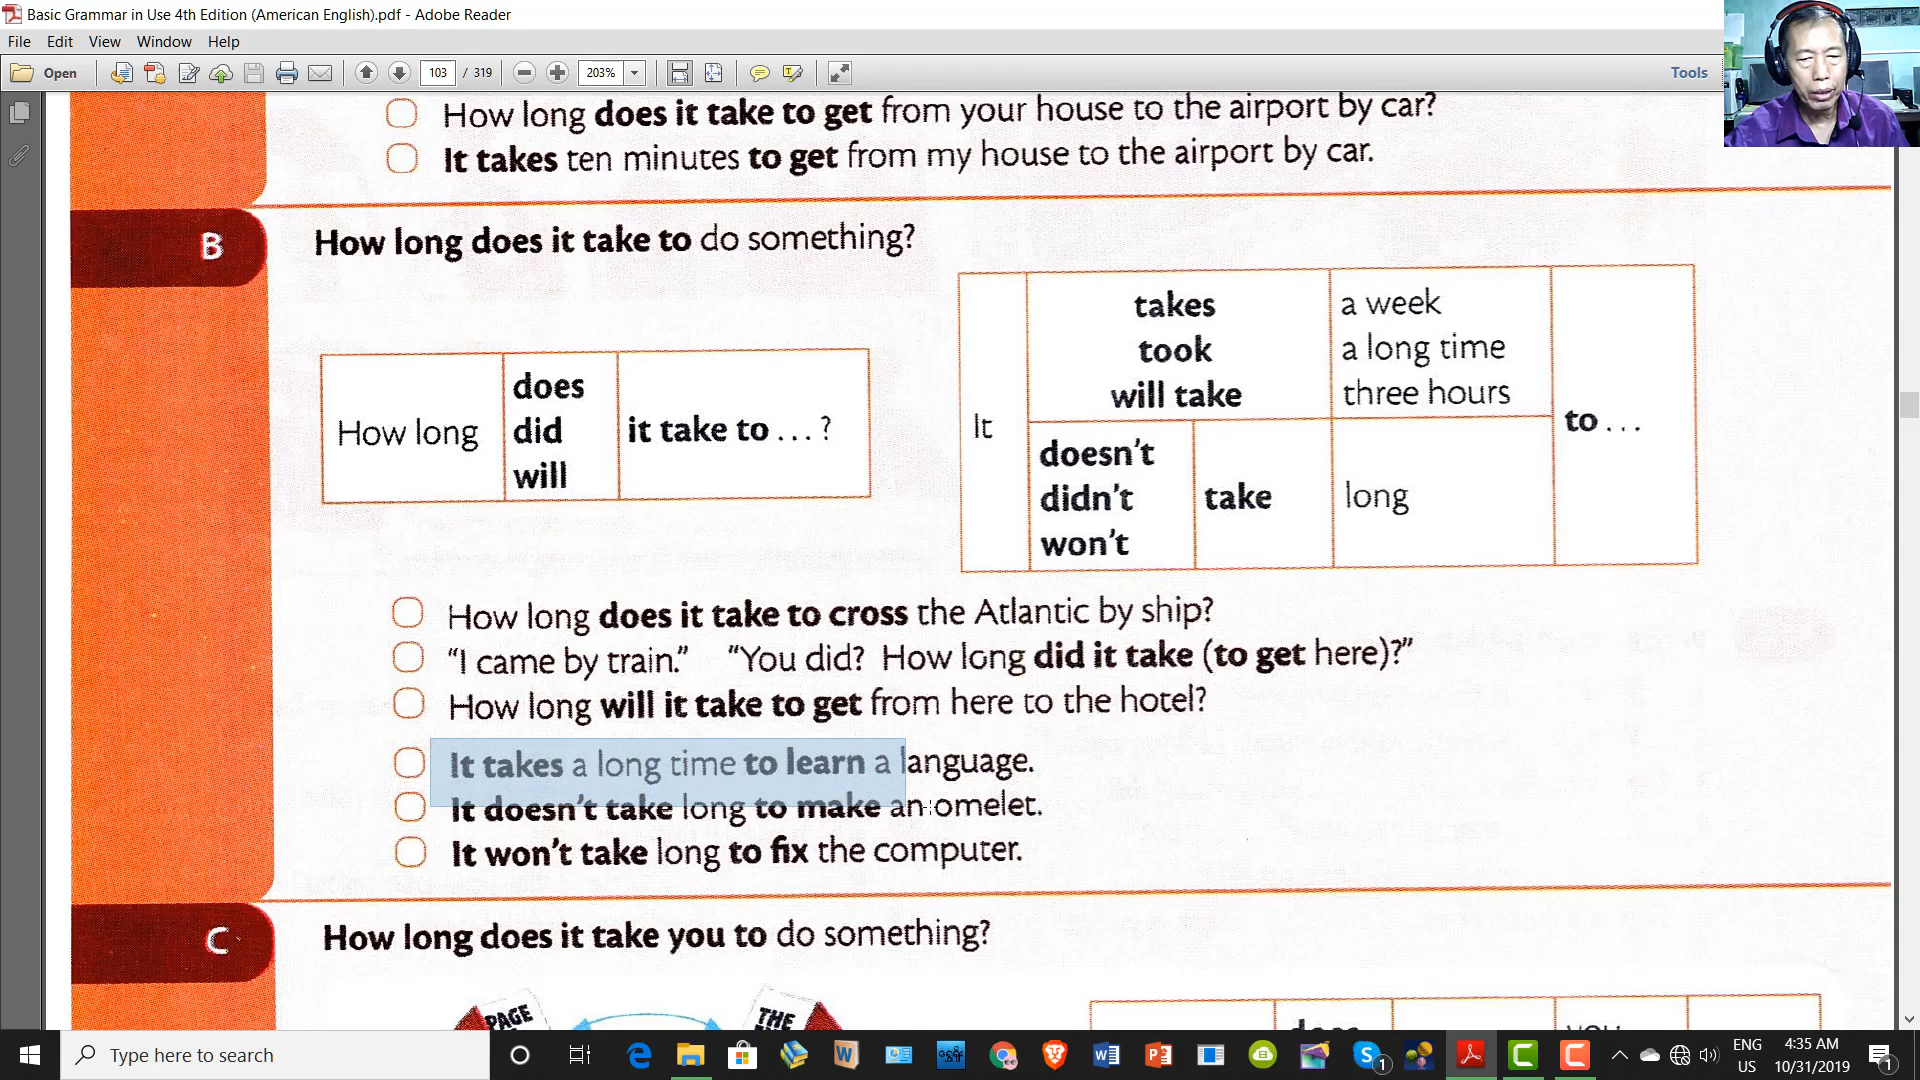 Basic Grammar in Use 4th Edition (American English).pdf - Adobe Reader
File Edit View Window Help
Open 103 / 319 203% Tools
How long does it take to get from your house to the airport by car?
It takes ten minutes to get from my house to the airport by car.
B How long does it take to do something?
takes a week
took a long time
will take three hours
does
How long did it take to ... ?
will
It to ...
doesn't
didn't take long
won't
How long does it take to cross the Atlantic by ship?
"I came by train." "You did? How long did it take (to get here)?"
How long will it take to get from here to the hotel?
It takes a long time to learn a language.
It doesn't take long to make an omelet.
It won't take long to fix the computer.
C How long does it take you to do something?
PAGE THE
does you
Type here to search
ENG 4:35 AM
US 10/31/2019
1
1